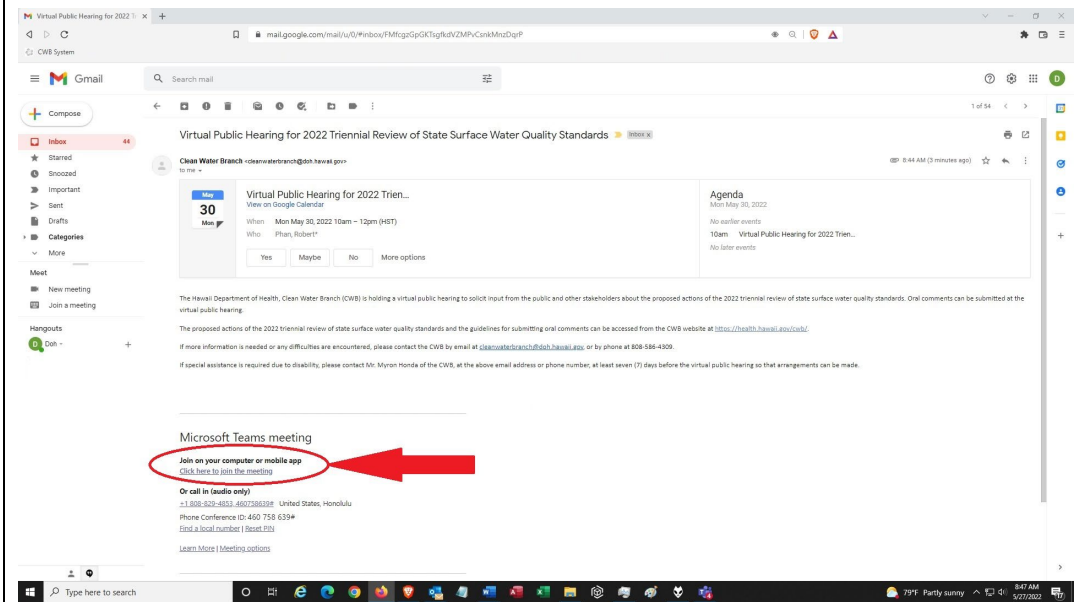 Virtual Public Hearing for 2022 Tr
mail.google.com/mail/u/0/#inbox/FMfcgzGpGKTsgfkdVZMPvCsnkMnzDqrP
CWB System
Gmail
Search mail
D
Compose
1 of 54
Inbox 44
Starred
Snoozed
Important
Sent
Drafts
Categories
More
Meet
New meeting
Join a meeting
Hangouts
D Doh
Virtual Public Hearing for 2022 Triennial Review of State Surface Water Quality Standards Inbox x
Clean Water Branch <cleanwaterbranch@doh.hawaii.gov> 8:44 AM (3 minutes ago)
to me
May
30
Mon
Virtual Public Hearing for 2022 Trien...
View on Google Calendar
When Mon May 30, 2022 10am – 12pm (HST)
Who Phan, Robert*
Yes Maybe No More options
Agenda
Mon May 30, 2022
No earlier events
10am Virtual Public Hearing for 2022 Trien...
No later events
The Hawaii Department of Health, Clean Water Branch (CWB) is holding a virtual public hearing to solicit input from the public and other stakeholders about the proposed actions of the 2022 triennial review of state surface water quality standards. Oral comments can be submitted at the
virtual public hearing.
The proposed actions of the 2022 triennial review of state surface water quality standards and the guidelines for submitting oral comments can be accessed from the CWB website at https://health.hawaii.gov/cwb/.
If more information is needed or any difficulties are encountered, please contact the CWB by email at cleanwaterbranch@doh.hawaii.gov, or by phone at 808-586-4309.
If special assistance is required due to disability, please contact Mr. Myron Honda of the CWB, at the above email address or phone number, at least seven (7) days before the virtual public hearing so that arrangements can be made.
Microsoft Teams meeting
Join on your computer or mobile app
Click here to join the meeting
Or call in (audio only)
+1 808-829-4853,,460758639# United States, Honolulu
Phone Conference ID: 460 758 639#
Find a local number | Reset PIN
Learn More | Meeting options
Type here to search
79°F Partly sunny
8:47 AM
5/27/2022